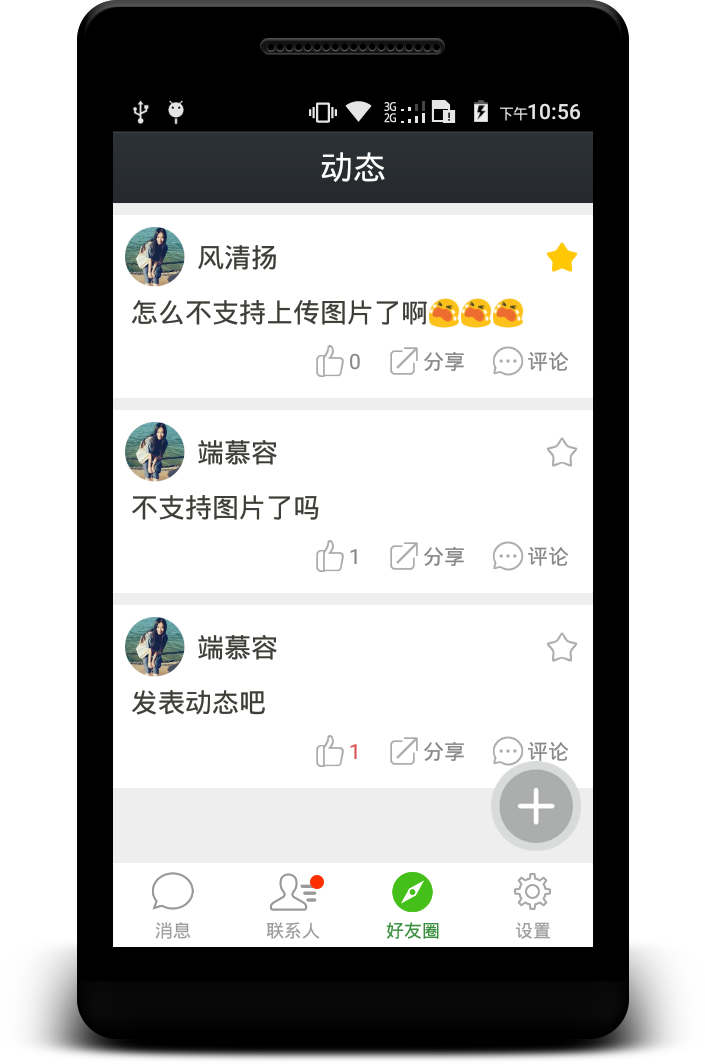 3G
2G
下午10:56
动态
风清扬
怎么不支持上传图片了啊
0 分享 评论
端慕容
不支持图片了吗
1 分享 评论
端慕容
发表动态吧
1 分享 评论
消息 联系人 好友圈 设置